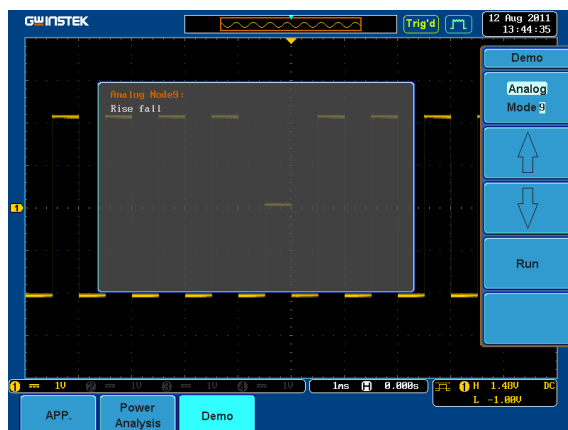 GWINSTEK
Trig'd
12 Aug 2011
13:44:35
Demo
Analog
Mode 9
Run
Analog Mode9:
Rise fall
1
1 1V 2 1V 3 1V 4 1V
1ms H 0.000s
1 H 1.48V DC
L -1.00V
APP.
Power
Analysis
Demo